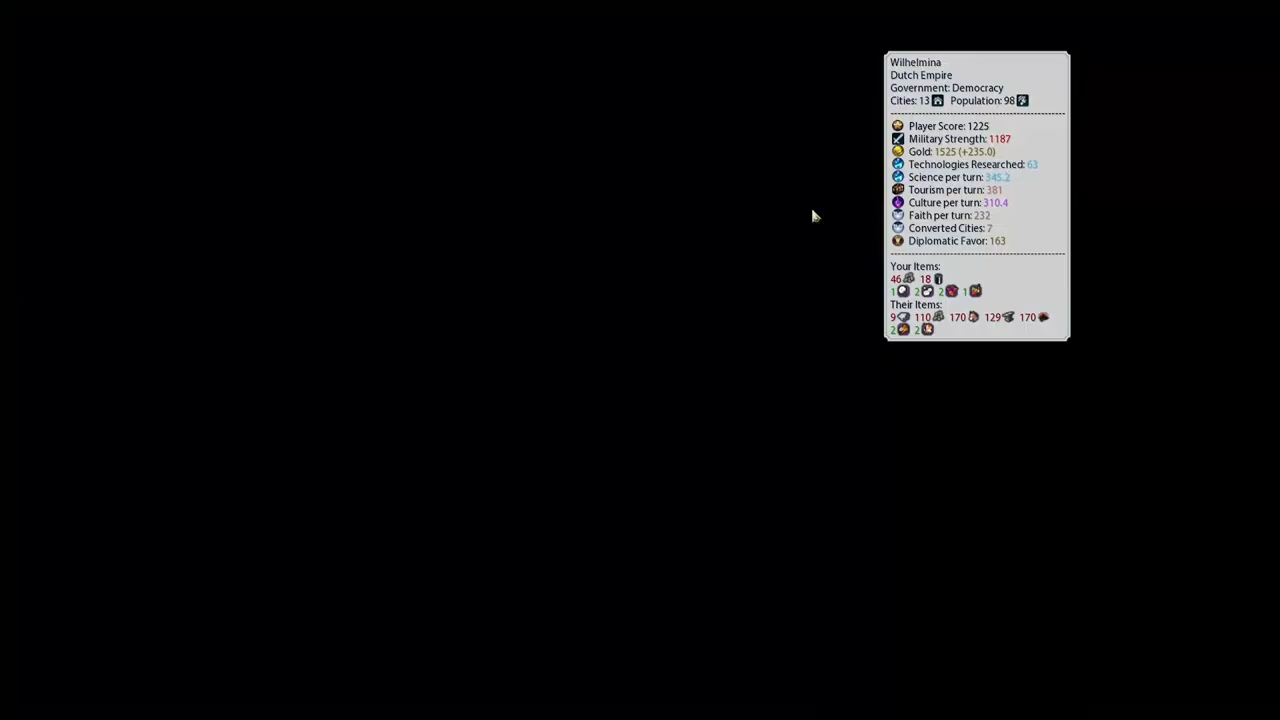 Wilhelmina
Dutch Empire
Government: Democracy
Cities: 13 Population: 98
Player Score: 1225
Military Strength: 1187
Gold: 1525 (+235.0)
Technologies Researched: 63
Science per turn: 345.2
Tourism per turn: 381
Culture per turn: 310.4
Faith per turn: 232
Converted Cities: 7
Diplomatic Favor: 163
Your Items:
46 18
1 2 2 1
Their Items:
9 110 170 129 170
2 2